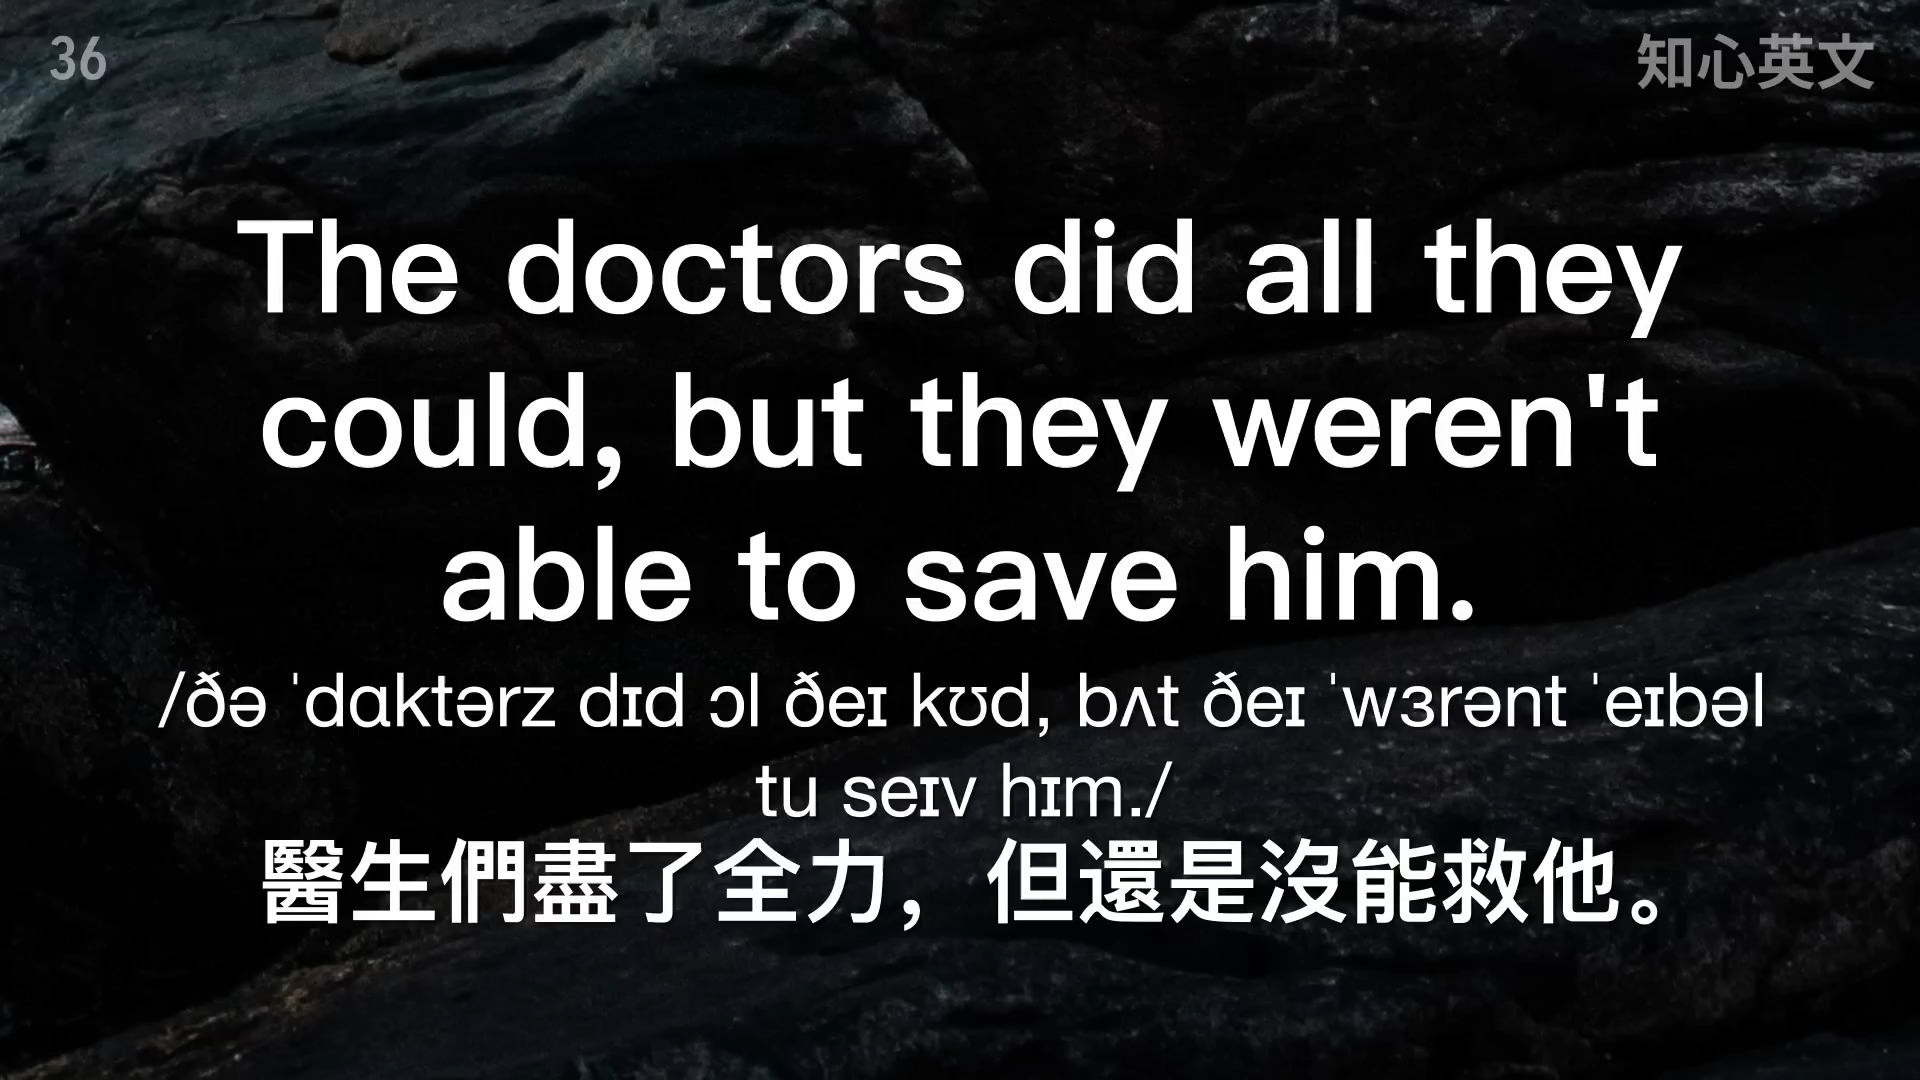 36
知心英文
The doctors did all they
could, but they weren't
able to save him.
/ðə ˈdɑktərz dɪd ɔl ðeɪ kʊd, bʌt ðeɪ ˈwɜrənt ˈeɪbəl
tu seɪv hɪm./
醫生們盡了全力，但還是沒能救他。